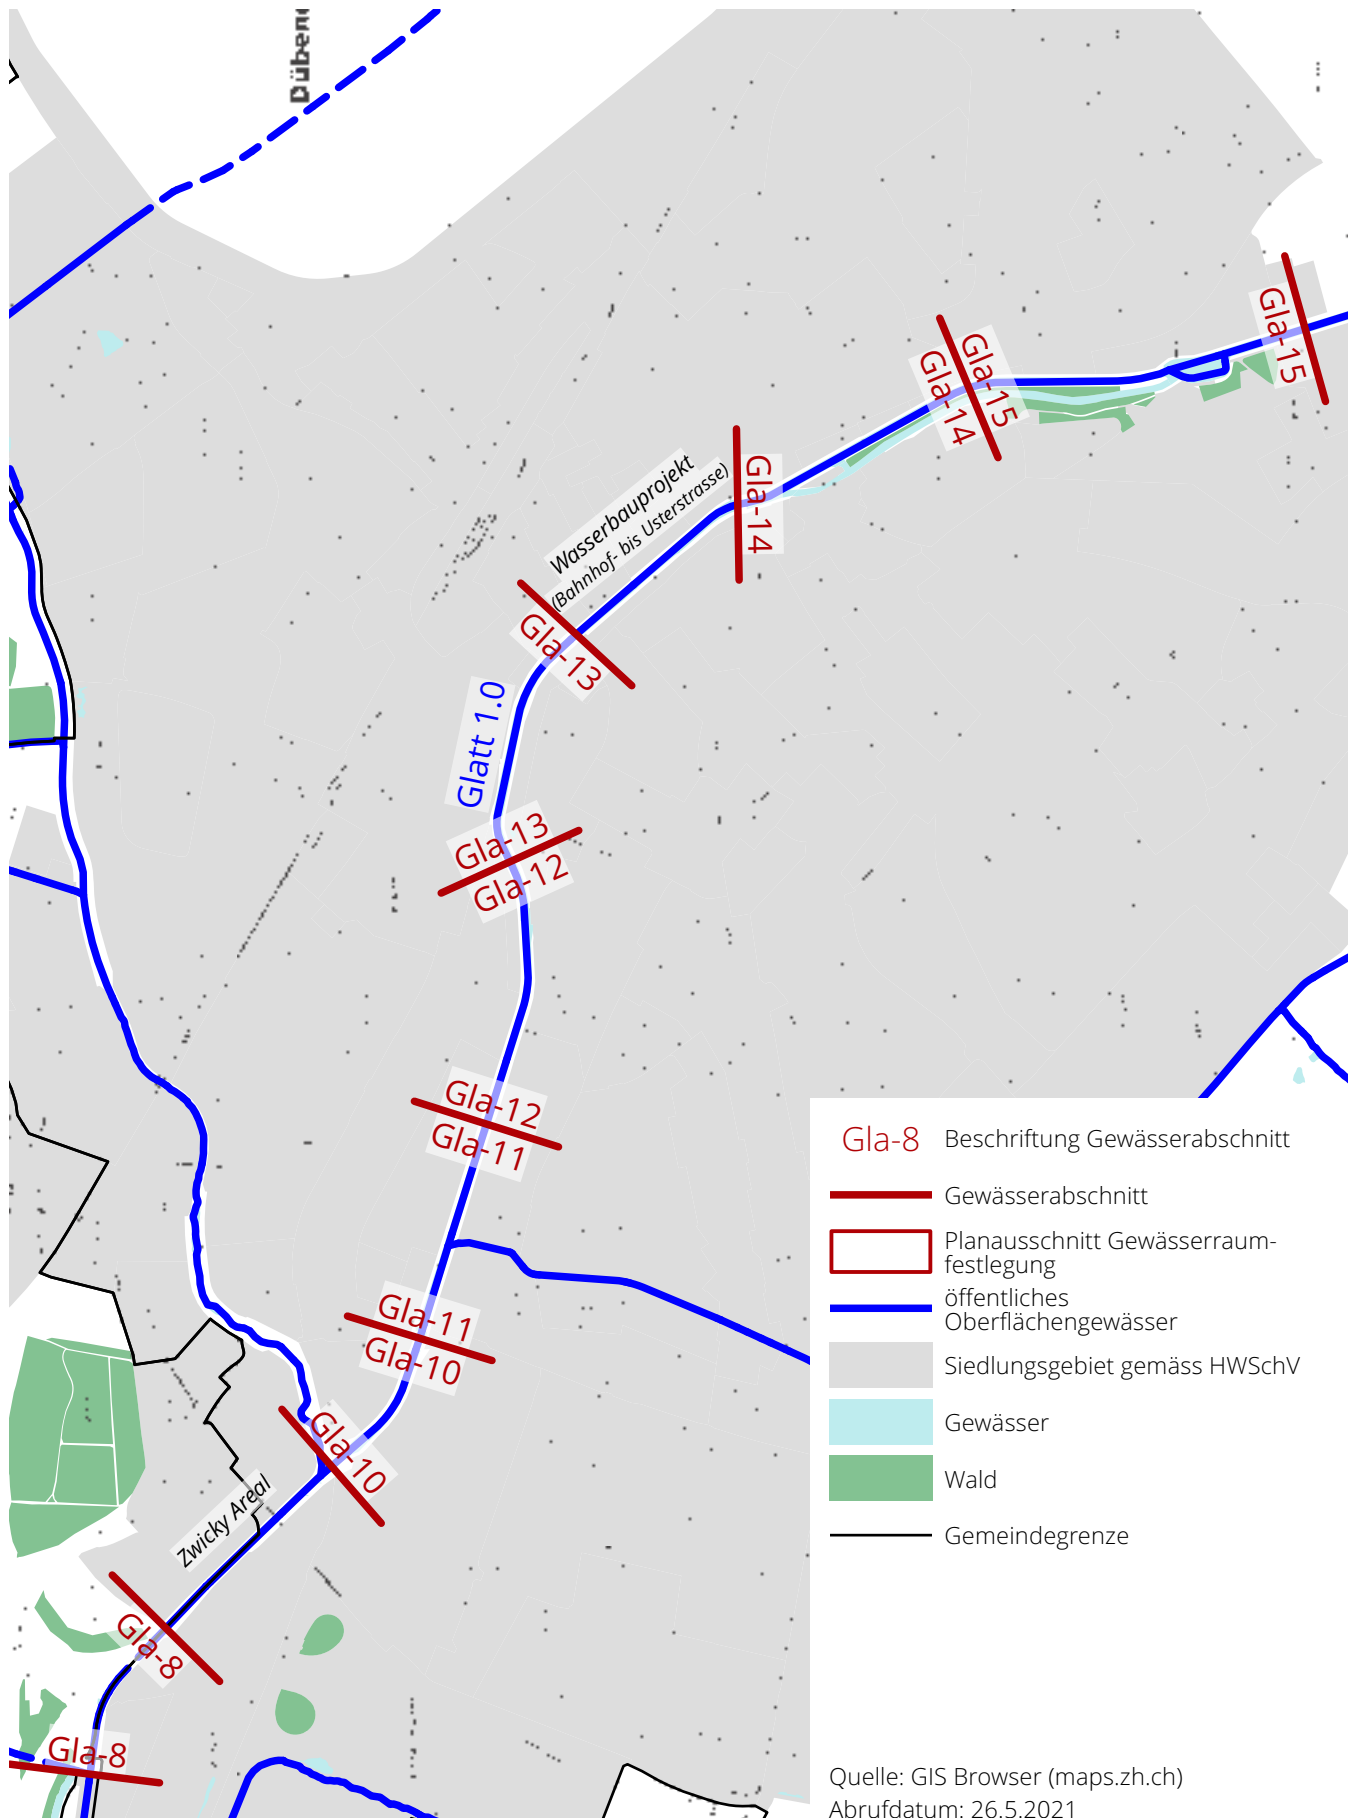 Düben
Gla-15
Gla-15
Gla-14
Gla-14
Wasserbauprojekt
(Bahnhof- bis Usterstrasse)
Gla-13
Glatt 1.0
Gla-13
Gla-12
Gla-12
Gla-11
Gla-11
Gla-10
Gla-10
Zwicky Areal
Gla-8
Gla-8
Gla-8 Beschriftung Gewässerabschnitt
Gewässerabschnitt
Planausschnitt Gewässerraum-
festlegung
öffentliches
Oberflächengewässer
Siedlungsgebiet gemäss HWSchV
Gewässer
Wald
Gemeindegrenze
Quelle: GIS Browser (maps.zh.ch)
Abrufdatum: 26.5.2021